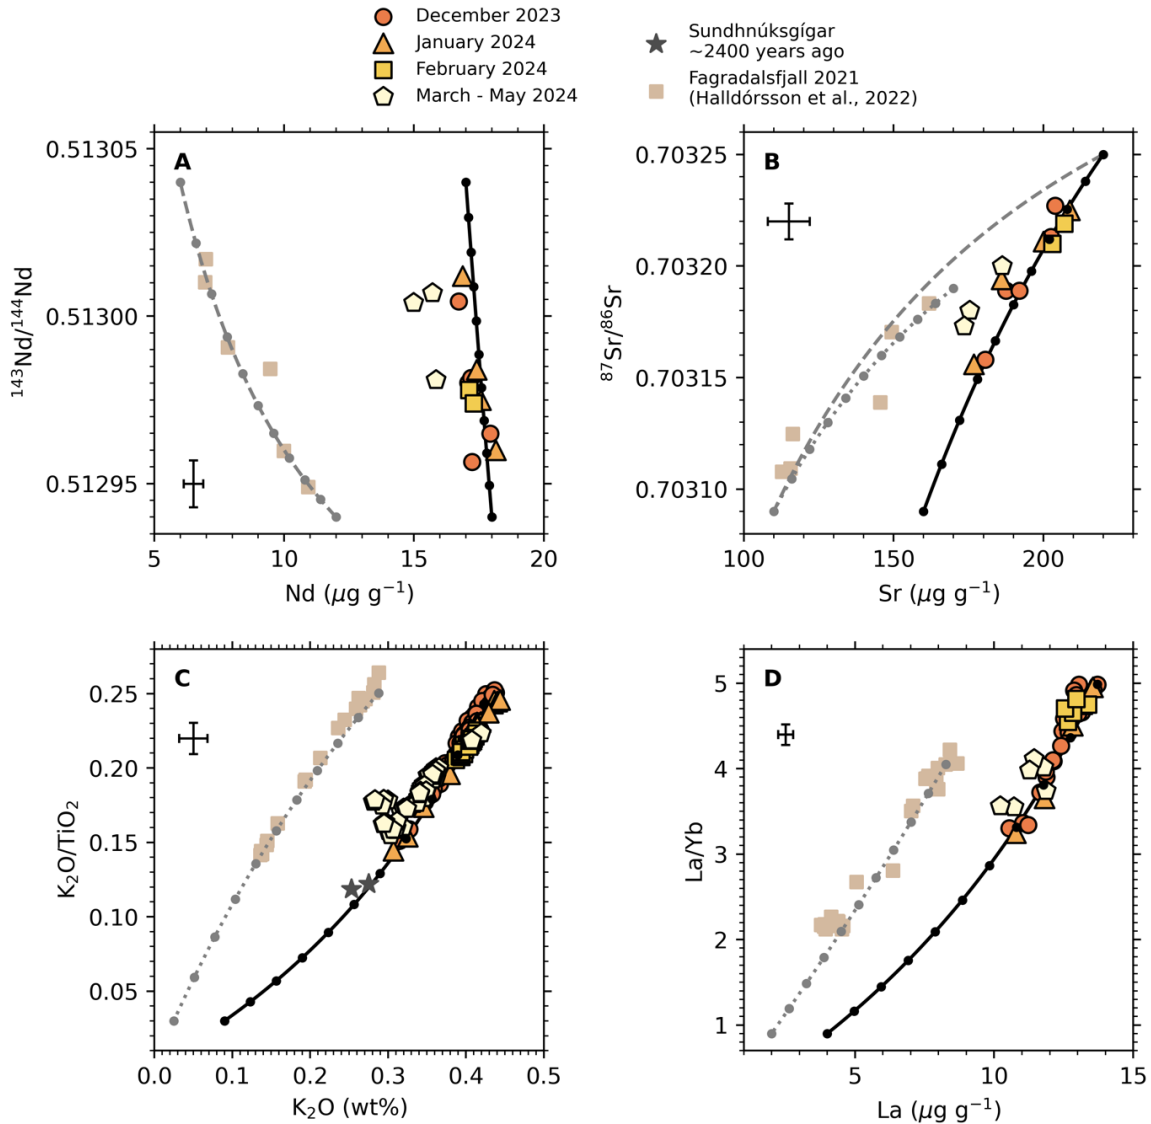 December 2023
January 2024
February 2024
March - May 2024
Sundhnúksgígar
~2400 years ago
Fagradalsfjall 2021
(Halldórsson et al., 2022)
A
0.51305
0.51300
0.51295
¹⁴³Nd/¹⁴⁴Nd
5 10 15 20
Nd (μg g⁻¹)
B
0.70325
0.70320
0.70315
0.70310
⁸⁷Sr/⁸⁶Sr
100 150 200
Sr (μg g⁻¹)
C
0.25
0.20
0.15
0.10
0.05
K₂O/TiO₂
0.0 0.1 0.2 0.3 0.4 0.5
K₂O (wt%)
D
5
4
3
2
1
La/Yb
5 10 15
La (μg g⁻¹)